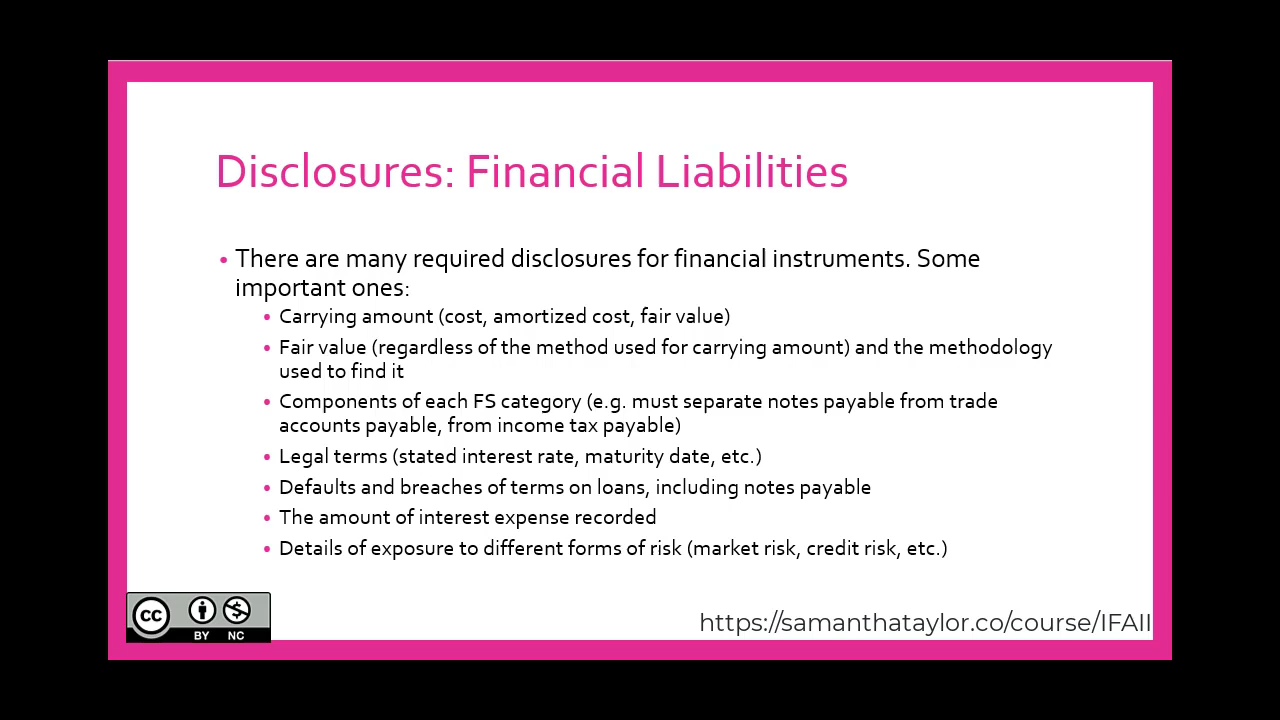 Disclosures: Financial Liabilities
• There are many required disclosures for financial instruments. Some
important ones:
• Carrying amount (cost, amortized cost, fair value)
• Fair value (regardless of the method used for carrying amount) and the methodology
used to find it
• Components of each FS category (e.g. must separate notes payable from trade
accounts payable, from income tax payable)
• Legal terms (stated interest rate, maturity date, etc.)
• Defaults and breaches of terms on loans, including notes payable
• The amount of interest expense recorded
• Details of exposure to different forms of risk (market risk, credit risk, etc.)
cc
BY NC
https://samanthataylor.co/course/IFAII